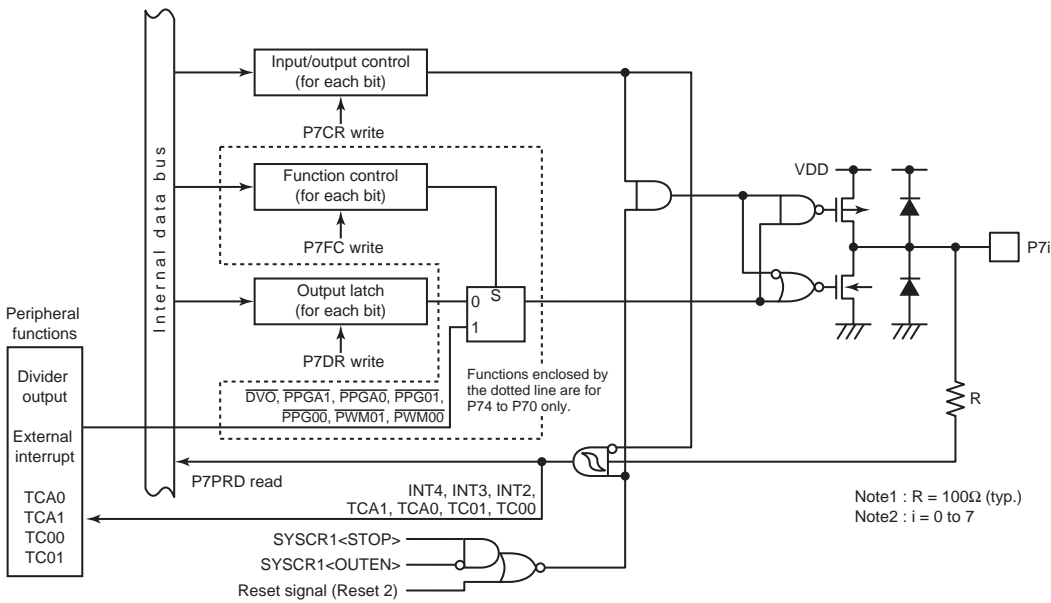 Input/output control
(for each bit)
P7CR write
Function control
(for each bit)
P7FC write
Output latch
(for each bit)
P7DR write
Internal data bus
0
S
1
VDD
P7i
R
Peripheral
functions
Divider
output
External
interrupt
TCA0
TCA1
TC00
TC01
DVO, PPGA1, PPGA0, PPG01,
PPG00, PWM01, PWM00
Functions enclosed by
the dotted line are for
P74 to P70 only.
P7PRD read
INT4, INT3, INT2,
TCA1, TCA0, TC01, TC00
SYSCR1<STOP>
SYSCR1<OUTEN>
Reset signal (Reset 2)
Note1 : R = 100Ω (typ.)
Note2 : i = 0 to 7